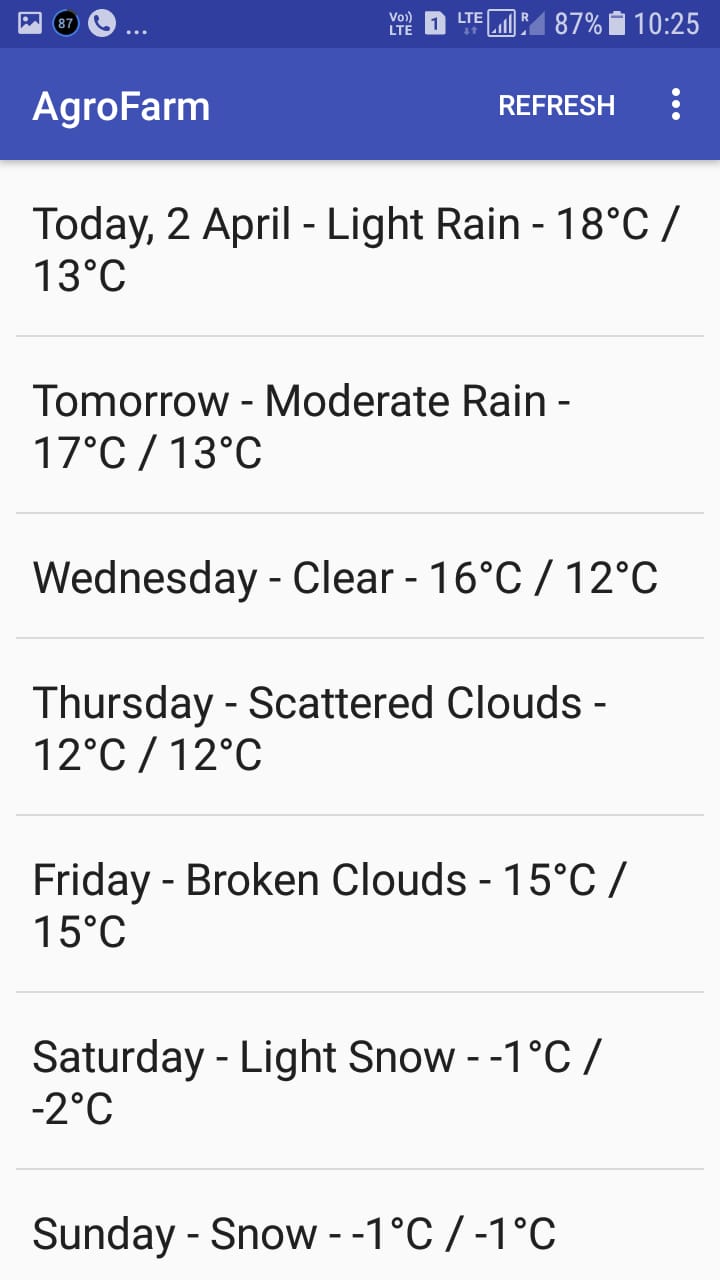 87 ... Vo)) LTE 1 LTE R 87% 10:25
AgroFarm REFRESH
Today, 2 April - Light Rain - 18°C /
13°C
Tomorrow - Moderate Rain -
17°C / 13°C
Wednesday - Clear - 16°C / 12°C
Thursday - Scattered Clouds -
12°C / 12°C
Friday - Broken Clouds - 15°C /
15°C
Saturday - Light Snow - -1°C /
-2°C
Sunday - Snow - -1°C / -1°C